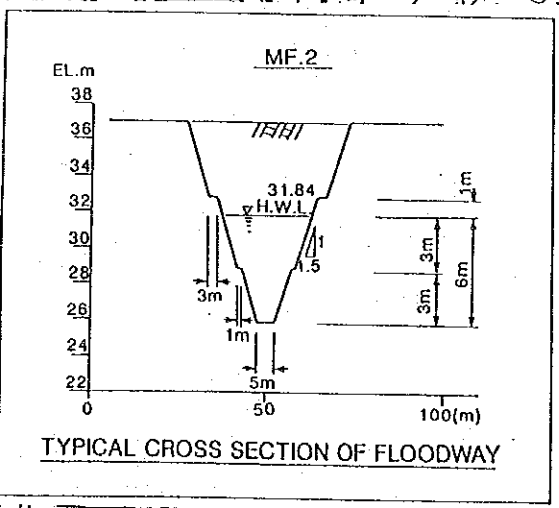 MF.2
EL.m
38
36
34
32
30
28
26
24
22
31.84
H.W.L
1
1.5
3m
1m
5m
1m
3m
3m
6m
0
50
100(m)
TYPICAL CROSS SECTION OF FLOODWAY